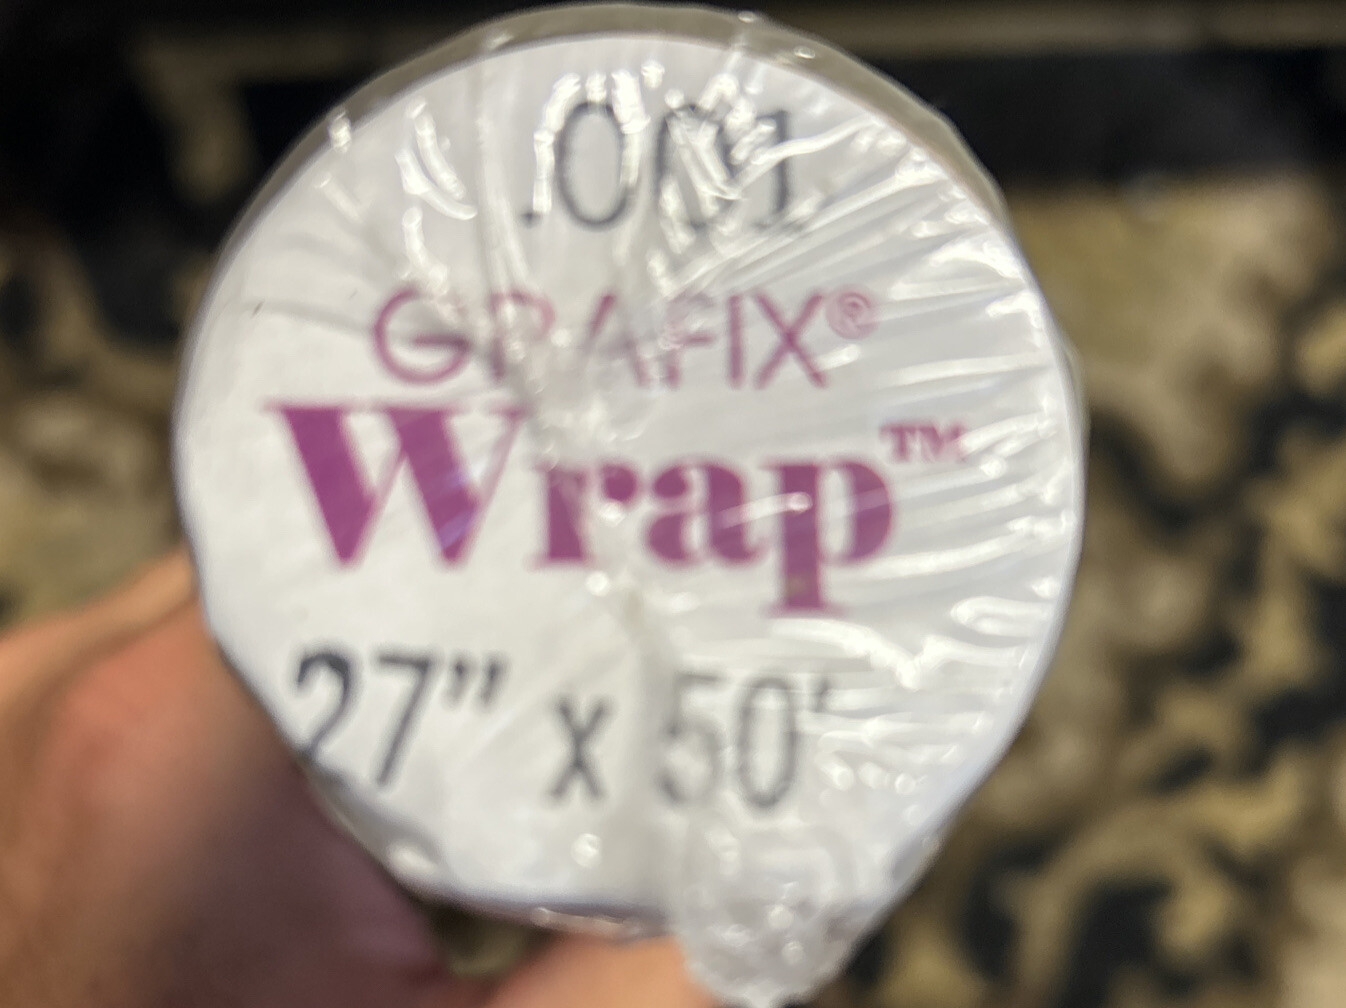 .001
GRAFIX®
Wrap™
27” x 50'